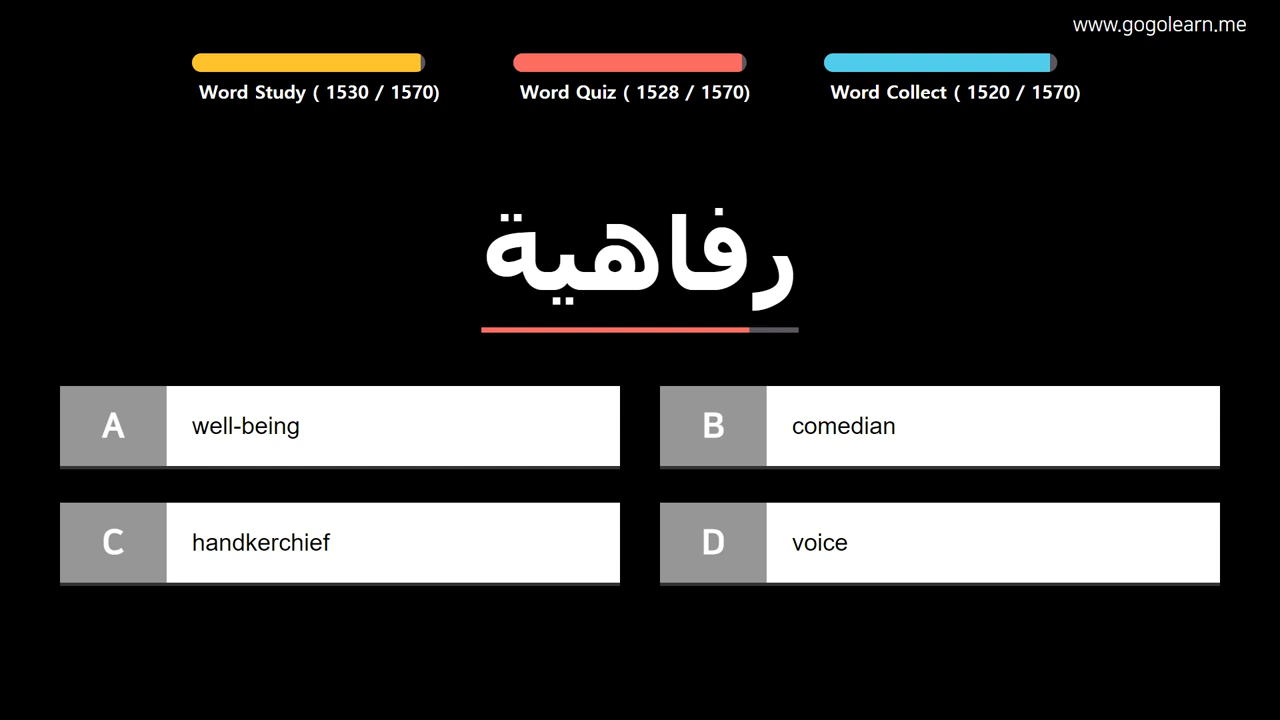 www.gogolearn.me
Word Study ( 1530 / 1570)
Word Quiz ( 1528 / 1570)
Word Collect ( 1520 / 1570)
رفاهية
A well-being
B comedian
C handkerchief
D voice